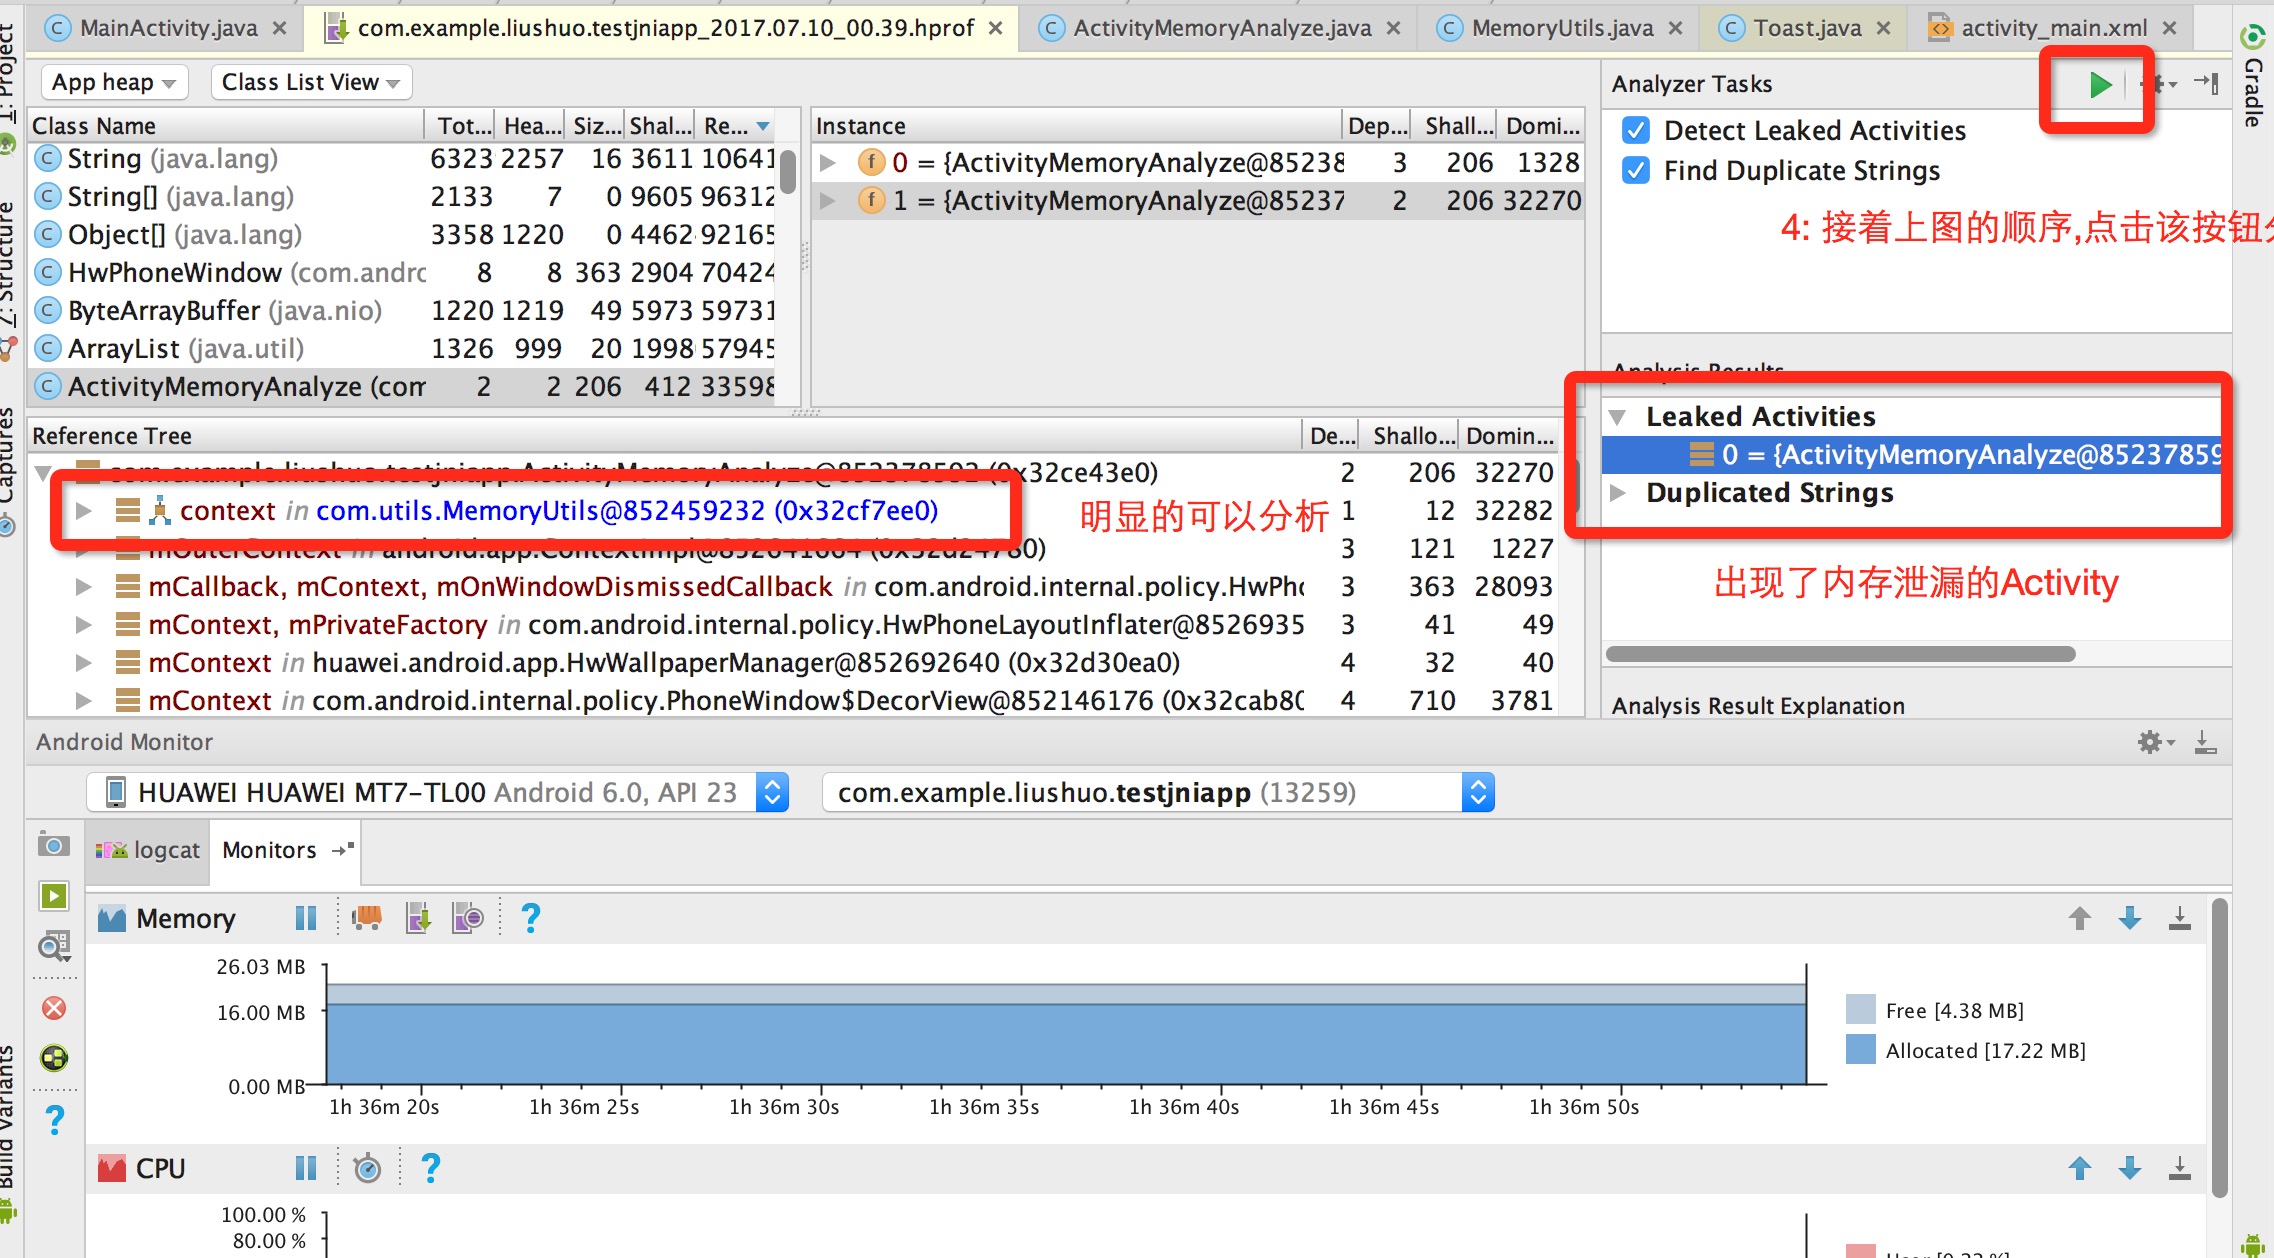 MainActivity.java
com.example.liushuo.testjniapp_2017.07.10_00.39.hprof
ActivityMemoryAnalyze.java
MemoryUtils.java
Toast.java
activity_main.xml
1: Project
Structure
Captures
Build Variants
Gradle
App heap
Class List View
Class Name Tot... Hea... Siz... Shal... Re...
String (java.lang) 6323 2257 16 3611 10641
String[] (java.lang) 2133 7 0 9605 96312
Object[] (java.lang) 3358 1220 0 4462 92165
HwPhoneWindow (com.andrc 8 8 363 2904 70424
ByteArrayBuffer (java.nio) 1220 1219 49 5973 59731
ArrayList (java.util) 1326 999 20 1998 57945
ActivityMemoryAnalyze (com 2 2 206 412 33598
Instance Dep... Shall... Domi...
0 = {ActivityMemoryAnalyze@85238 3 206 1328
1 = {ActivityMemoryAnalyze@85237 2 206 32270
Analyzer Tasks
Detect Leaked Activities
Find Duplicate Strings
4: 接着上图的顺序,点击该按钮
Analysis Results
Leaked Activities
0 = {ActivityMemoryAnalyze@85237859
Duplicated Strings
出现了内存泄漏的Activity
Analysis Result Explanation
Reference Tree De... Shallo... Domin...
com.example.liushuo.testjniapp.ActivityMemoryAnalyze@852378592 (0x32ce43e0) 2 206 32270
context in com.utils.MemoryUtils@852459232 (0x32cf7ee0) 1 12 32282
明显的可以分析
mOuterContext in android.app.ContextImpl@852641664 (0x32d24780) 3 121 1227
mCallback, mContext, mOnWindowDismissedCallback in com.android.internal.policy.HwPhc 3 363 28093
mContext, mPrivateFactory in com.android.internal.policy.HwPhoneLayoutInflater@8526935 3 41 49
mContext in huawei.android.app.HwWallpaperManager@852692640 (0x32d30ea0) 4 32 40
mContext in com.android.internal.policy.PhoneWindow$DecorView@852146176 (0x32cab80 4 710 3781
Android Monitor
HUAWEI HUAWEI MT7-TL00 Android 6.0, API 23
com.example.liushuo.testjniapp (13259)
logcat
Monitors
Memory
26.03 MB
16.00 MB
0.00 MB
1h 36m 20s 1h 36m 25s 1h 36m 30s 1h 36m 35s 1h 36m 40s 1h 36m 45s 1h 36m 50s
Free [4.38 MB]
Allocated [17.22 MB]
CPU
100.00 %
80.00 %